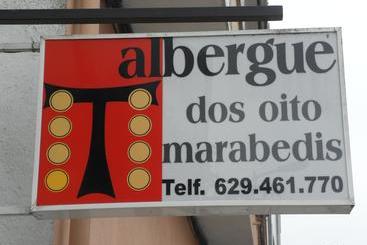 albergue
dos oito
marabedis
Telf. 629.461.770